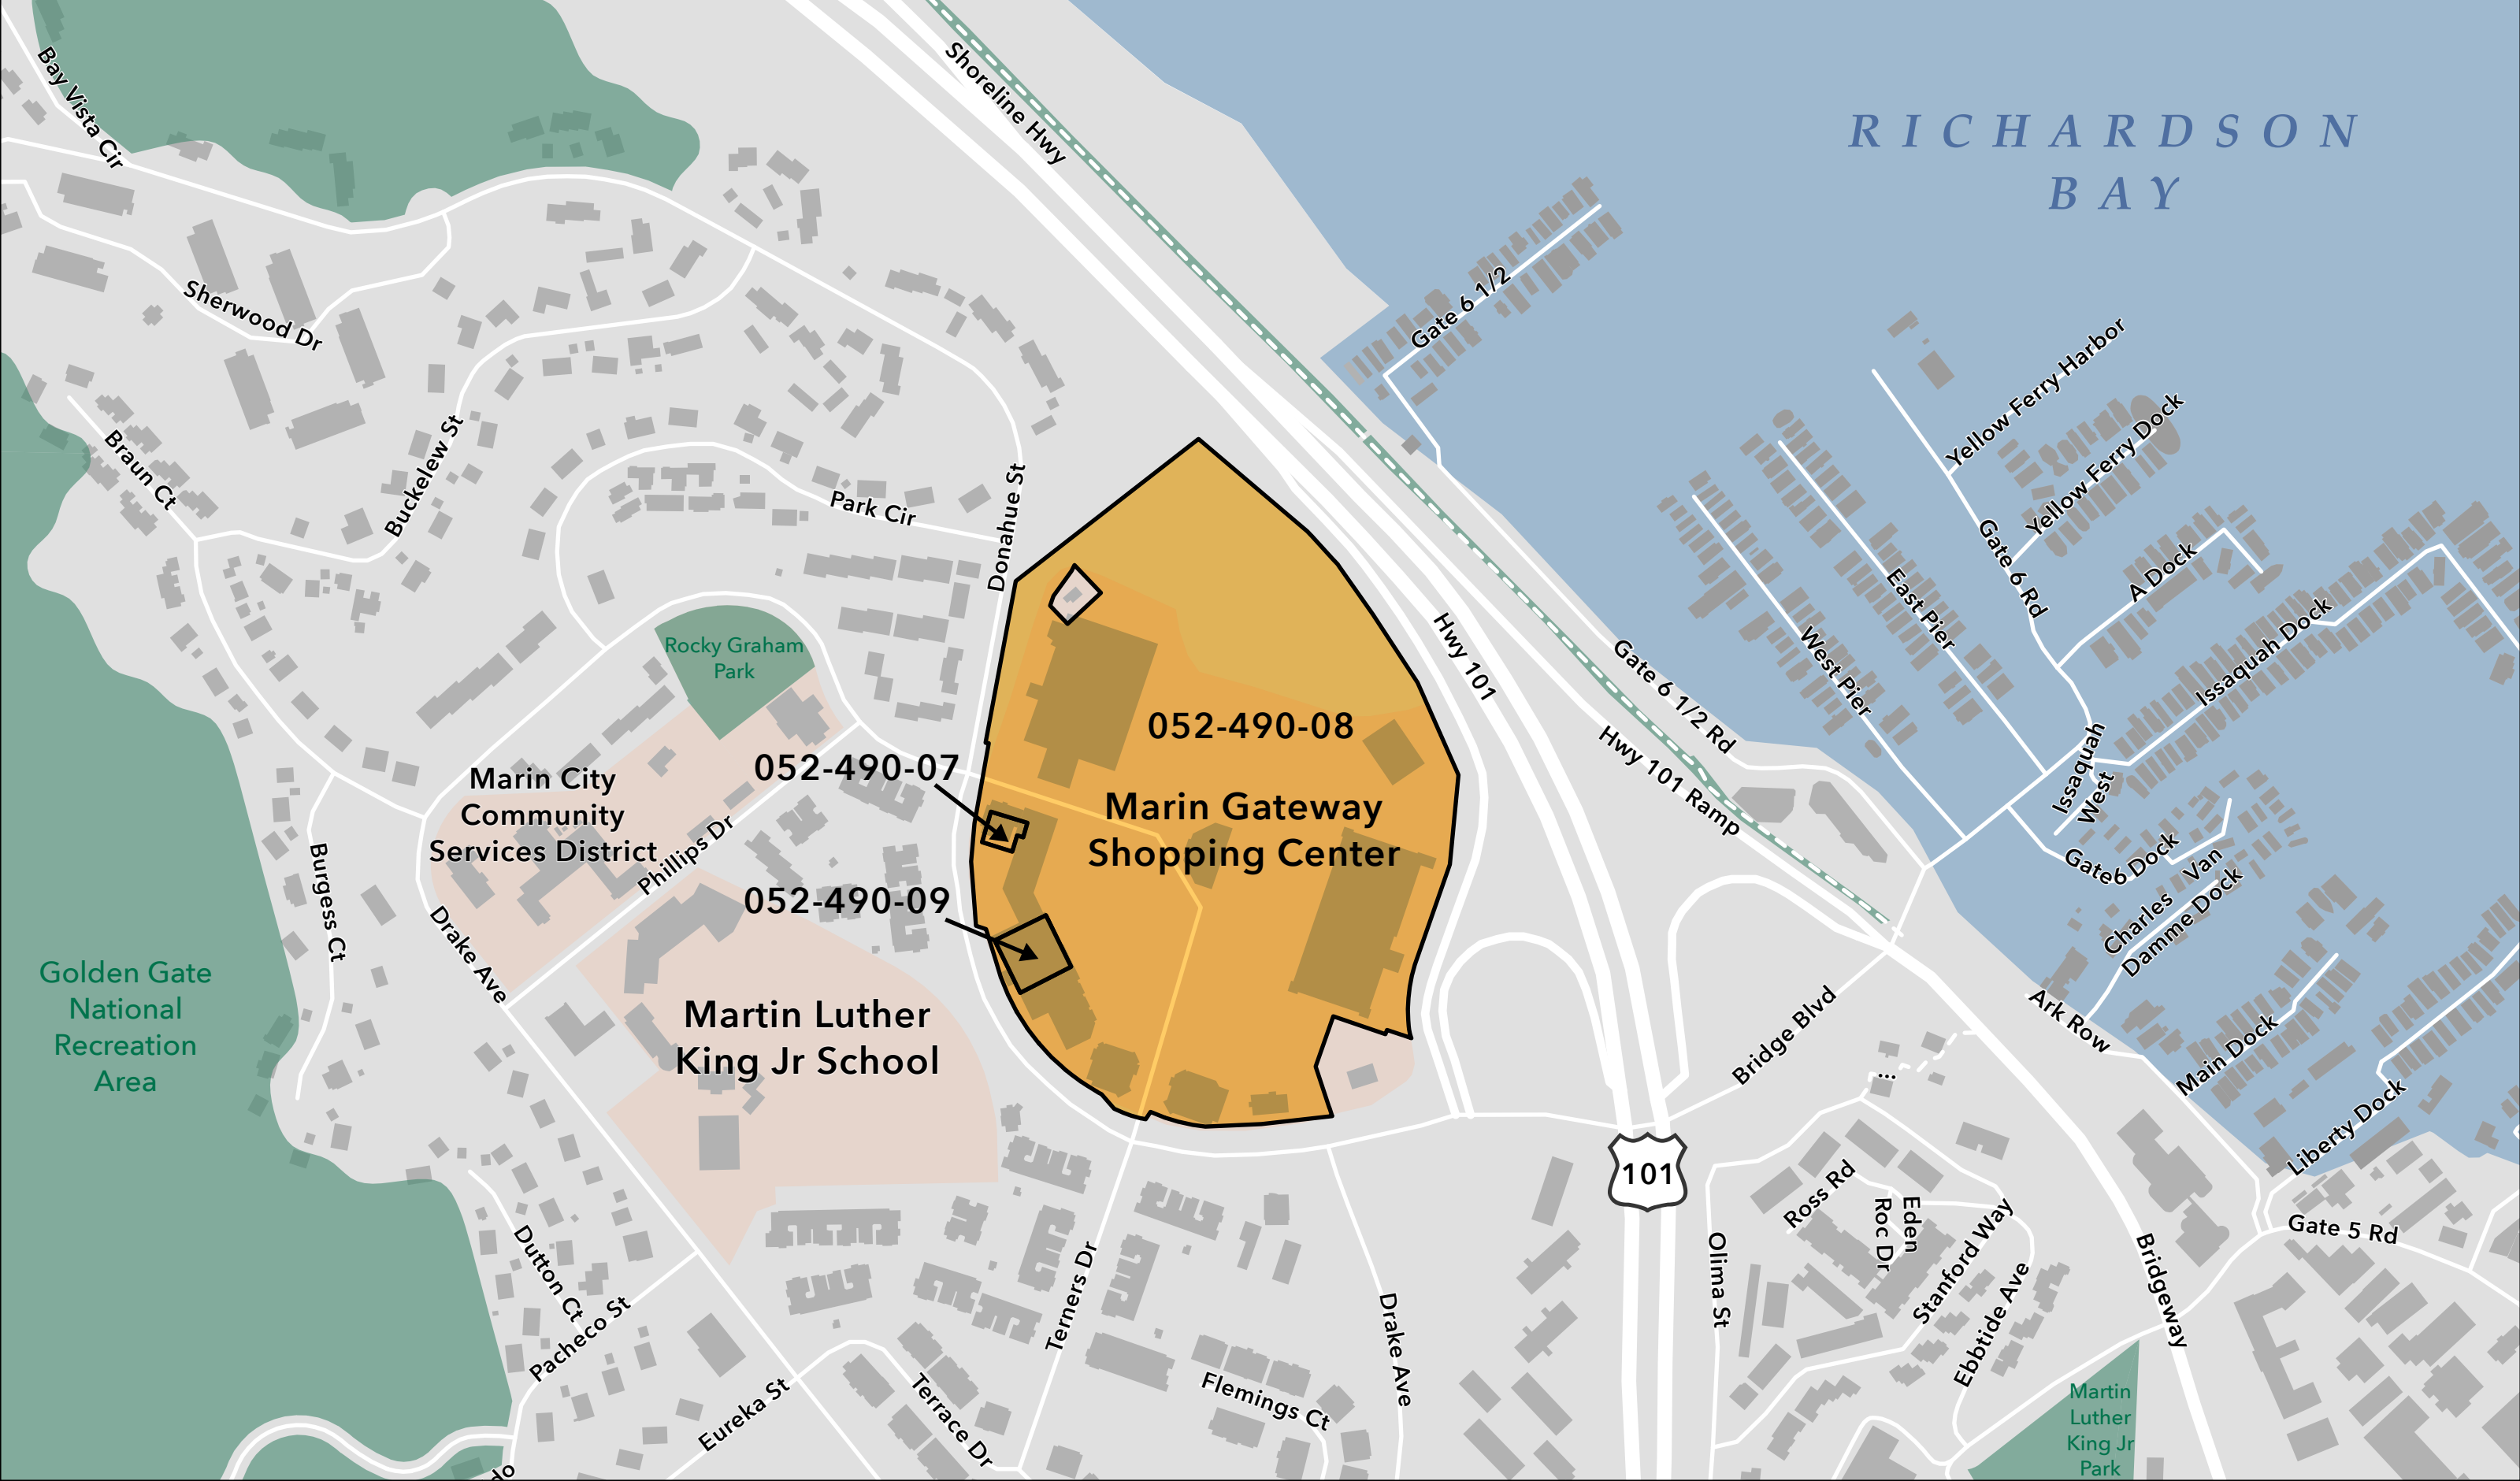 Bay Vista Cir
Shoreline Hwy
RICHARDSON
BAY
Sherwood Dr
Gate 6 1/2
Yellow Ferry Harbor
Yellow Ferry Dock
Braun Ct
Buckelew St
Park Cir
Donahue St
Gate 6 Rd
A Dock
East Pier
West Pier
Issaquah Dock
Hwy 101
Gate 6 1/2 Rd
Hwy 101 Ramp
Rocky Graham
Park
052-490-08
052-490-07
Marin City
Community
Services District
Marin Gateway
Shopping Center
Issaquah
West
Phillips Dr
Burgess Ct
052-490-09
Gate6 Dock
Charles Van
Damme Dock
Drake Ave
Golden Gate
National
Recreation
Area
Martin Luther
King Jr School
Bridge Blvd
Ark Row
Main Dock
Liberty Dock
...
101
Ross Rd
Eden
Roc Dr
Stanford Way
Olima St
Ebbtide Ave
Bridgeway
Gate 5 Rd
Dutton Ct
Pacheco St
Terners Dr
Drake Ave
Eureka St
Terrace Dr
Flemings Ct
Martin
Luther
King Jr
Park
do